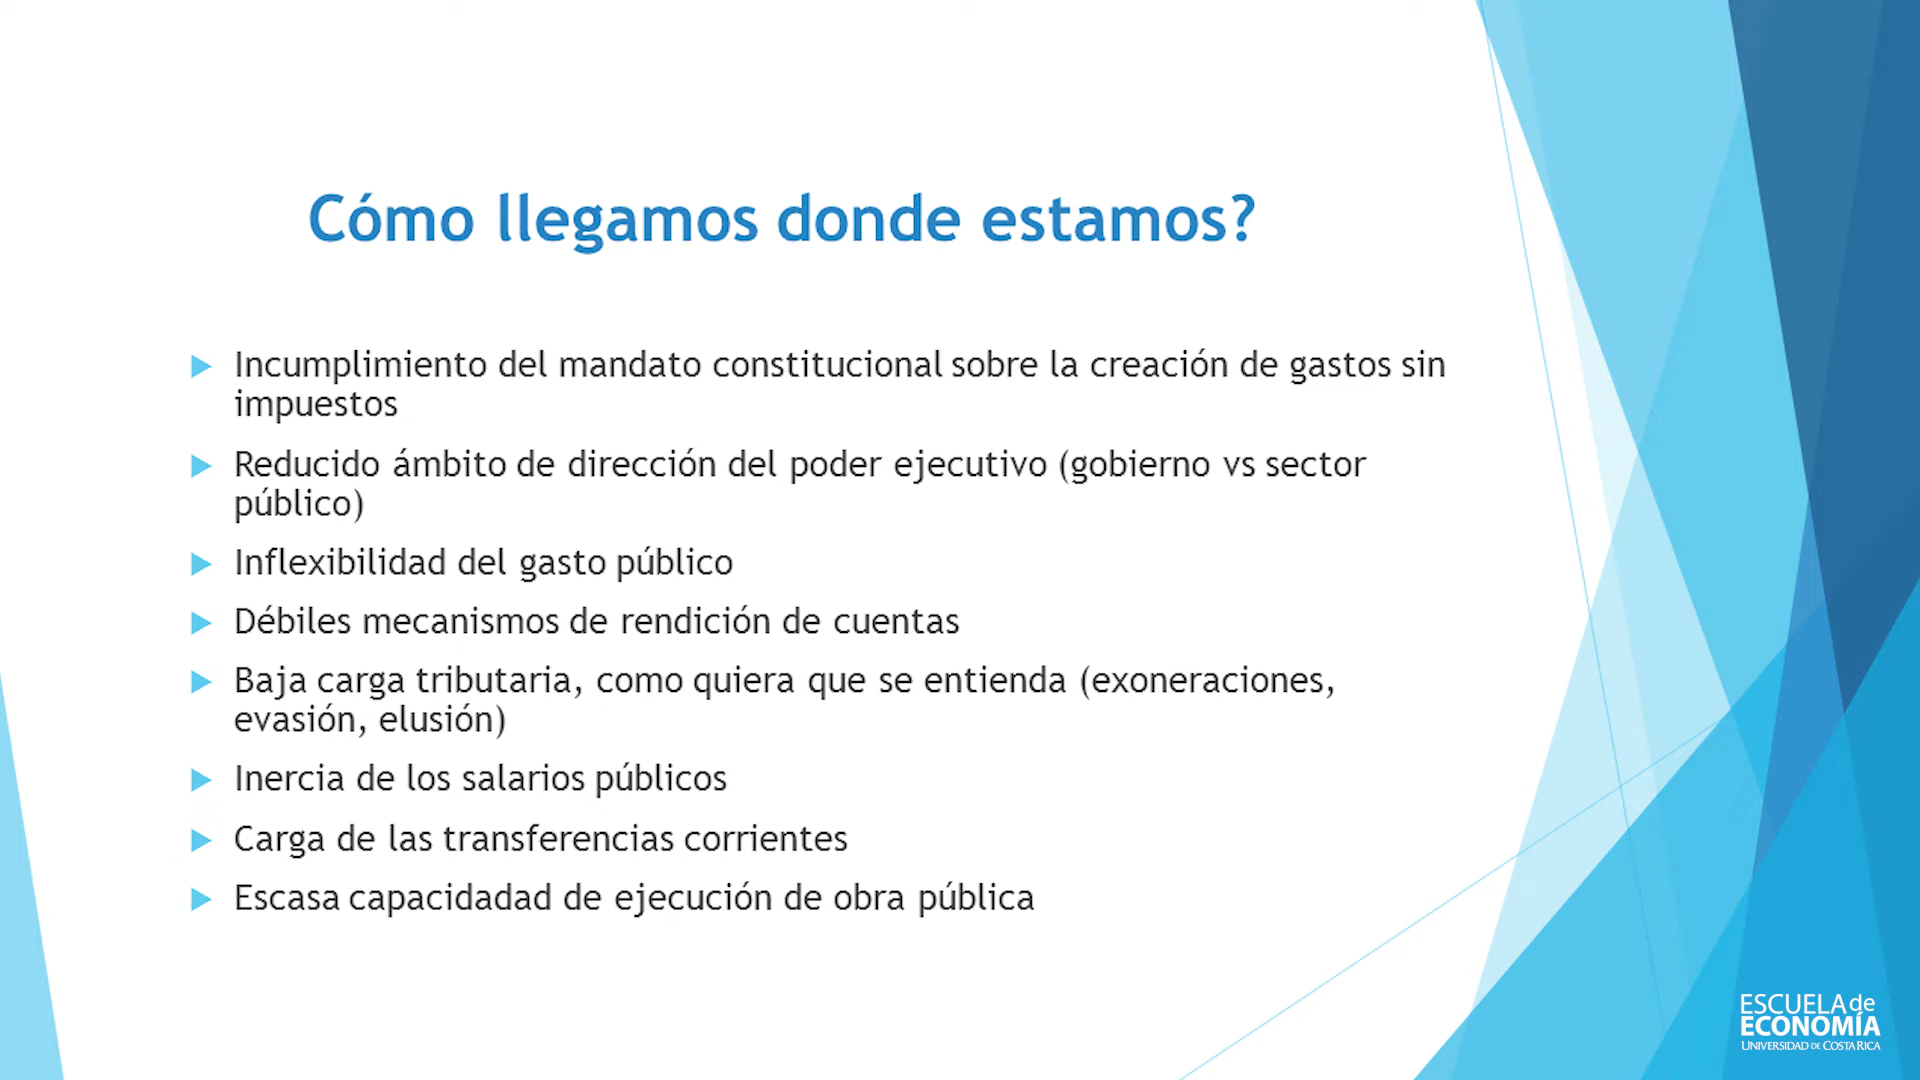 Cómo llegamos donde estamos?
Incumplimiento del mandato constitucional sobre la creación de gastos sin
impuestos
Reducido ámbito de dirección del poder ejecutivo (gobierno vs sector
público)
Inflexibilidad del gasto público
Débiles mecanismos de rendición de cuentas
Baja carga tributaria, como quiera que se entienda (exoneraciones,
evasión, elusión)
Inercia de los salarios públicos
Carga de las transferencias corrientes
Escasa capacidadad de ejecución de obra pública
ESCUELA de
ECONOMÍA
UNIVERSIDAD DE COSTA RICA